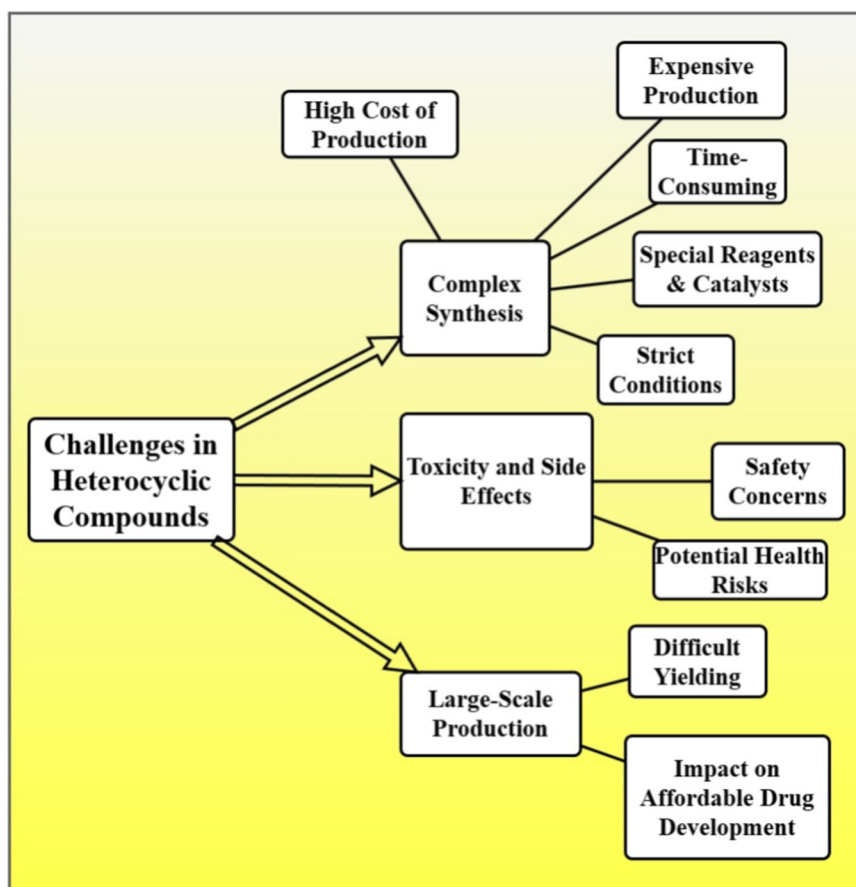 High Cost of
Production
Expensive
Production
Time-
Consuming
Special Reagents
& Catalysts
Complex
Synthesis
Strict
Conditions
Challenges in
Heterocyclic
Compounds
Toxicity and Side
Effects
Safety
Concerns
Potential Health
Risks
Difficult
Yielding
Large-Scale
Production
Impact on
Affordable Drug
Development